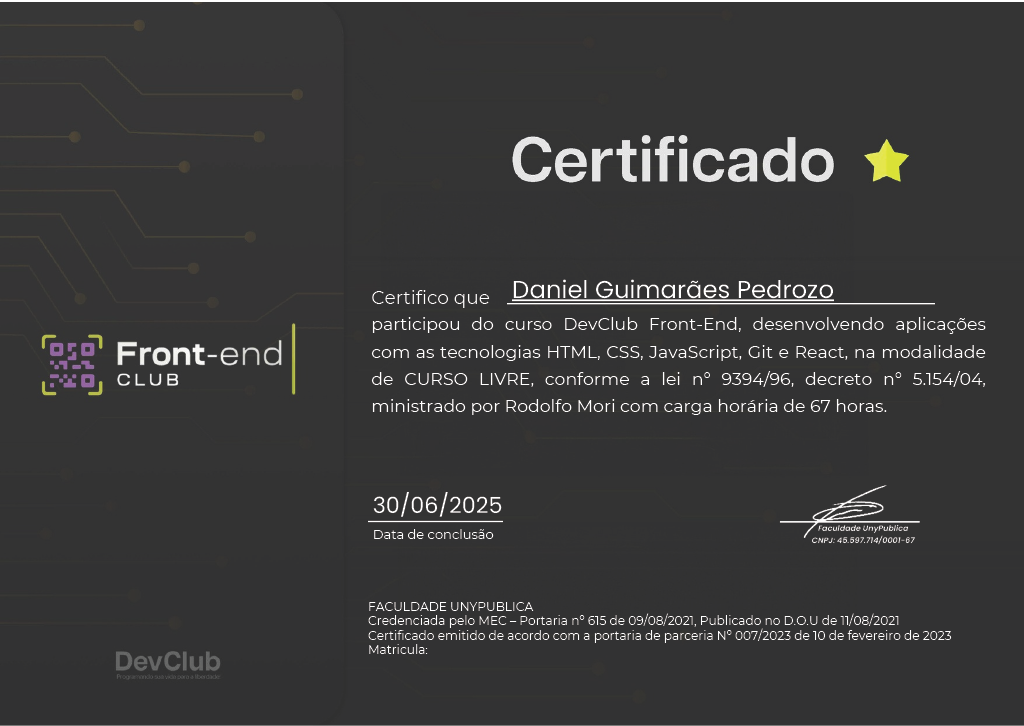 Certificado
Certifico que Daniel Guimarães Pedrozo
participou do curso DevClub Front-End, desenvolvendo aplicações
com as tecnologias HTML, CSS, JavaScript, Git e React, na modalidade
de CURSO LIVRE, conforme a lei nº 9394/96, decreto nº 5.154/04,
ministrado por Rodolfo Mori com carga horária de 67 horas.
Front-end
CLUB
30/06/2025
Data de conclusão
Faculdade UnyPublica
CNPJ: 45.597.714/0001-67
FACULDADE UNYPUBLICA
Credenciada pelo MEC – Portaria nº 615 de 09/08/2021, Publicado no D.O.U de 11/08/2021
Certificado emitido de acordo com a portaria de parceria Nº 007/2023 de 10 de fevereiro de 2023
Matricula:
DevClub